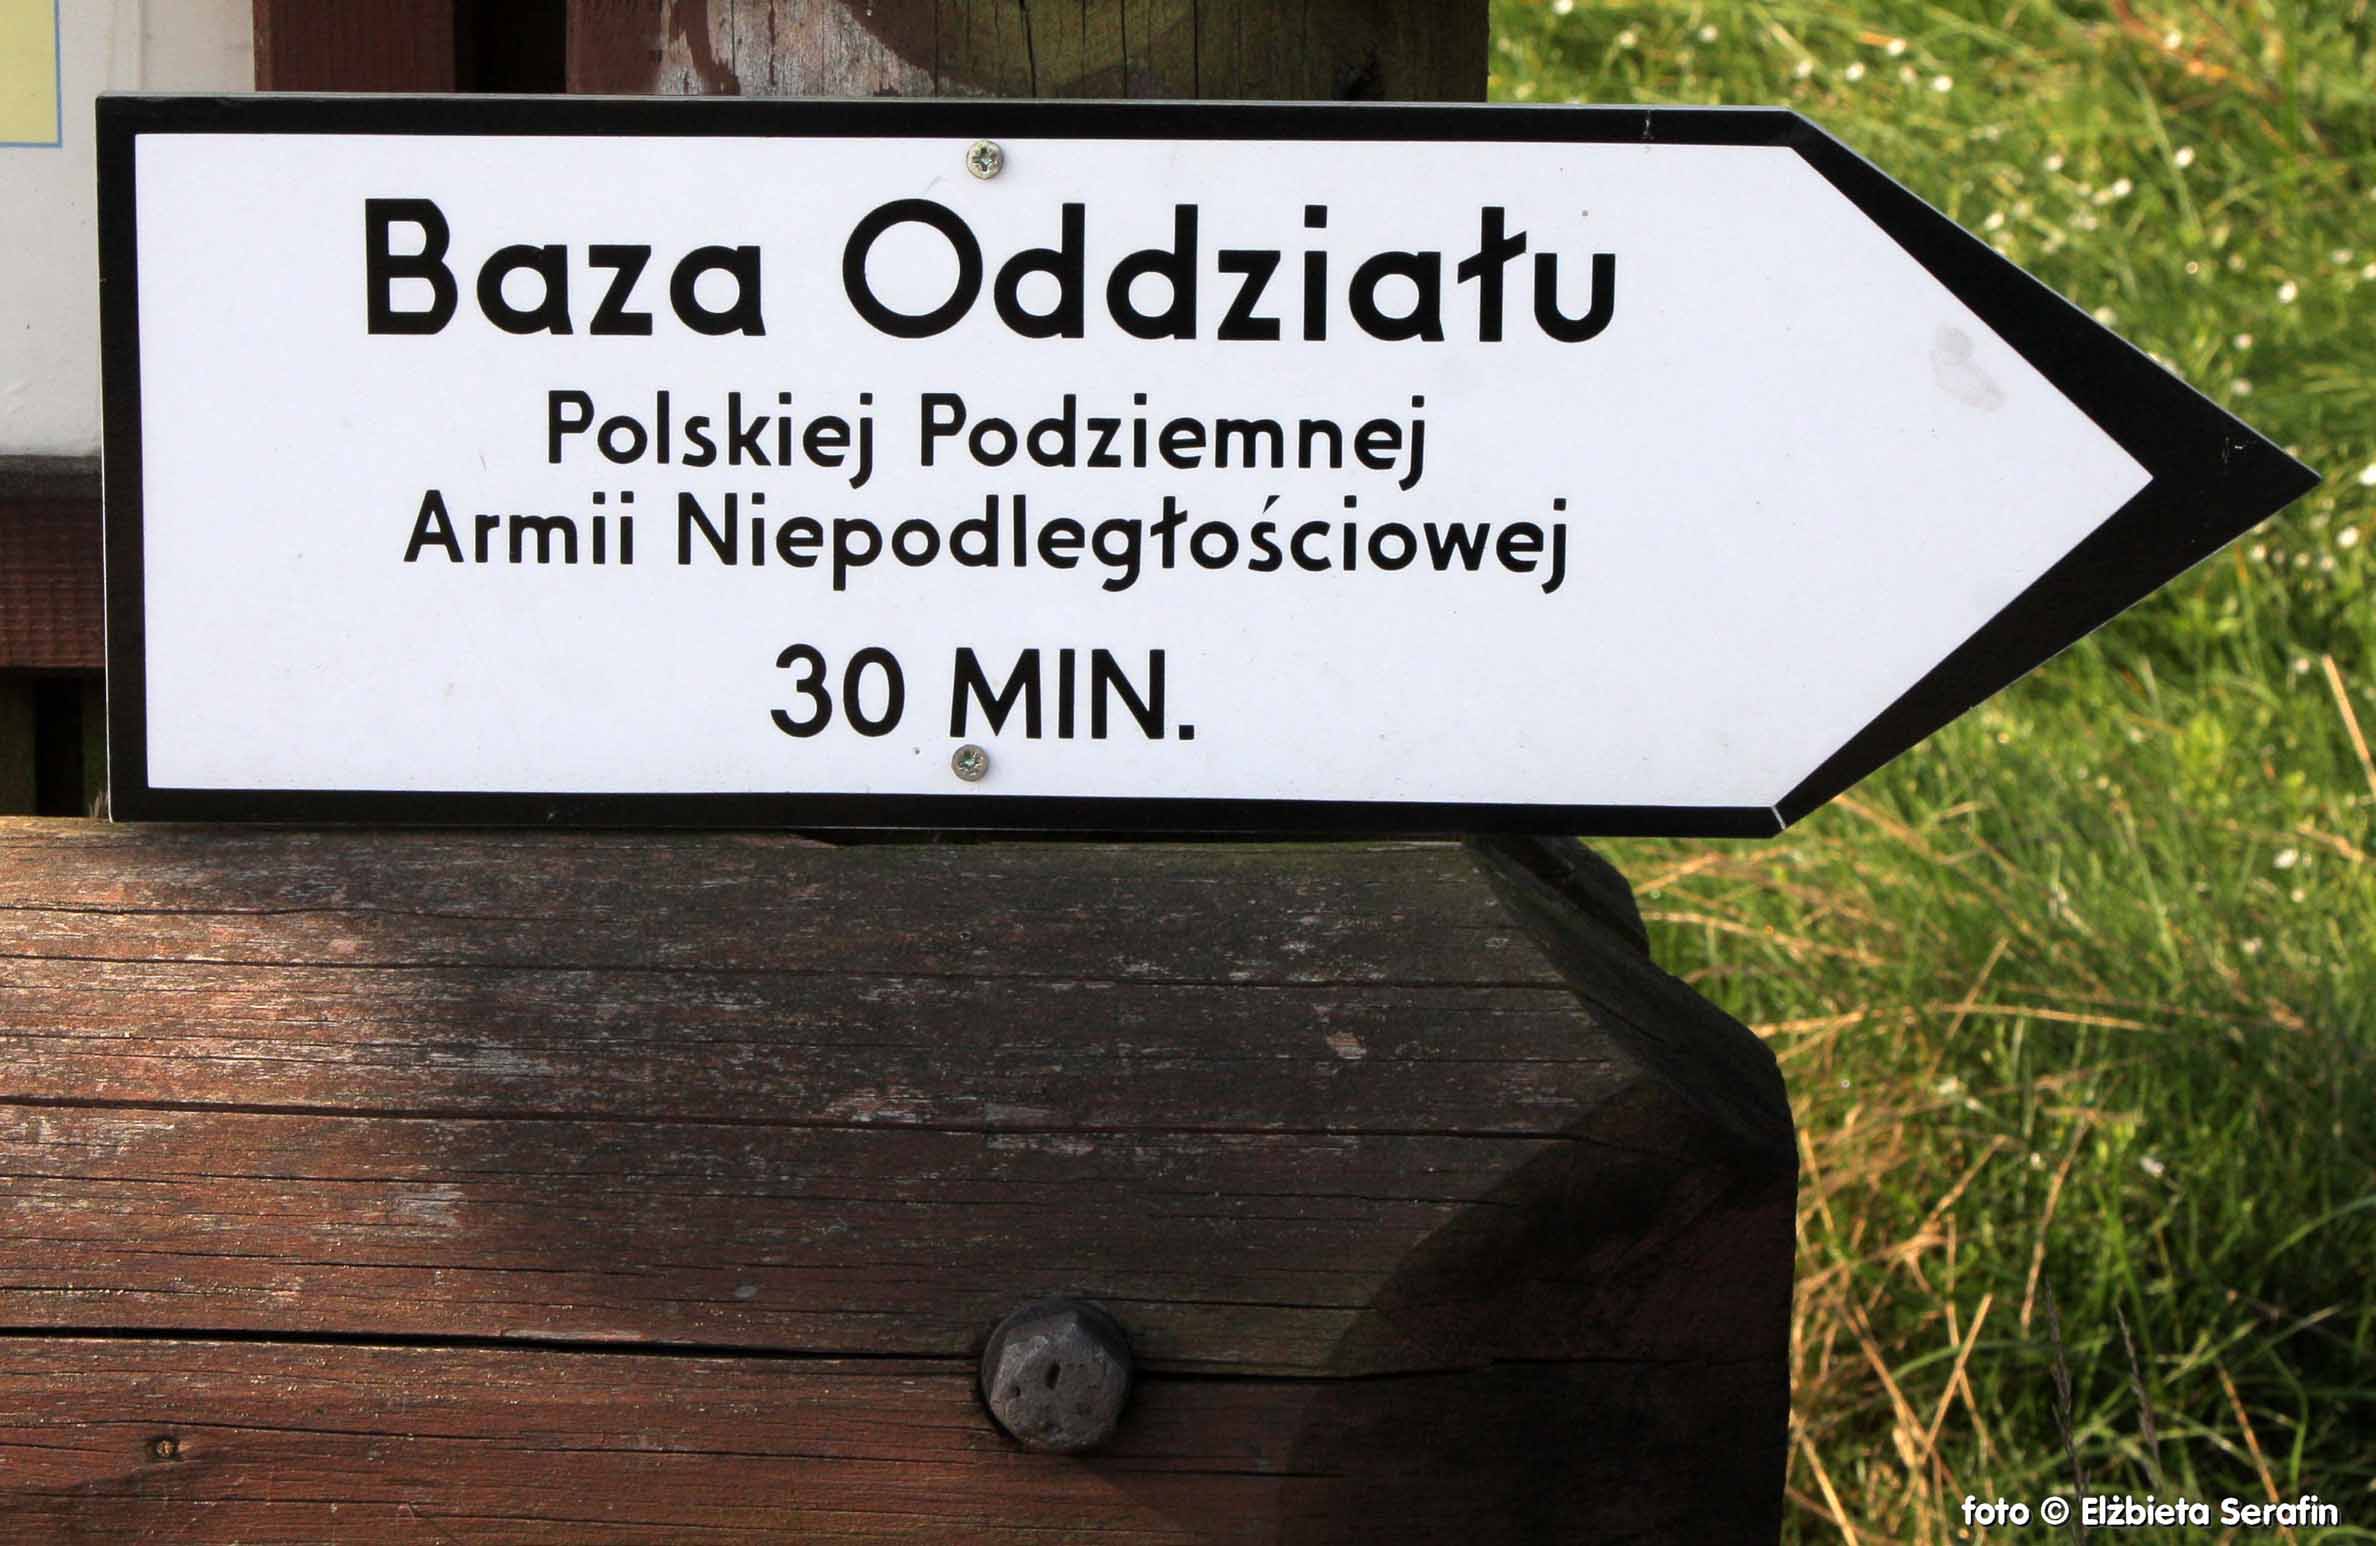 Baza Oddziału
Polskiej Podziemnej
Armii Niepodległościowej
30 MIN.
foto © Elżbieta Serafin